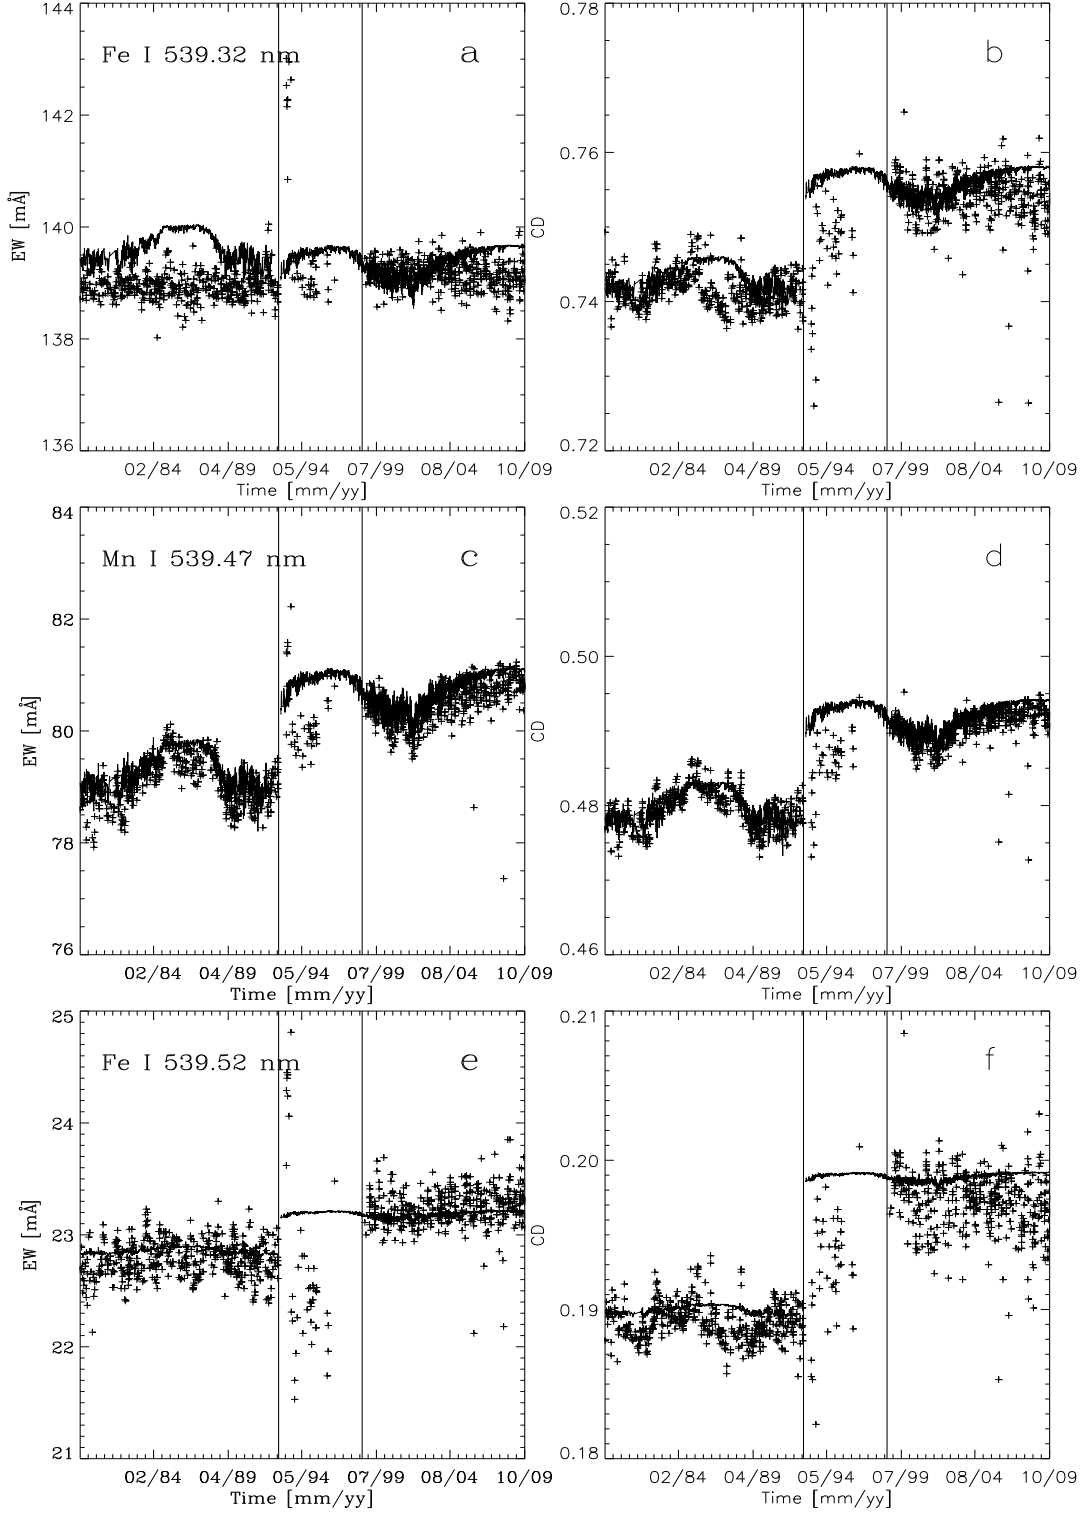 144
142
140
138
136
EW [mÅ]
Fe I 539.32 nm
a
02/84 04/89 05/94 07/99 08/04 10/09
Time [mm/yy]
0.78
0.76
0.74
0.72
CD
b
02/84 04/89 05/94 07/99 08/04 10/09
Time [mm/yy]
84
82
80
78
76
EW [mÅ]
Mn I 539.47 nm
c
02/84 04/89 05/94 07/99 08/04 10/09
Time [mm/yy]
0.52
0.50
0.48
0.46
CD
d
02/84 04/89 05/94 07/99 08/04 10/09
Time [mm/yy]
25
24
23
22
21
EW [mÅ]
Fe I 539.52 nm
e
02/84 04/89 05/94 07/99 08/04 10/09
Time [mm/yy]
0.21
0.20
0.19
0.18
CD
f
02/84 04/89 05/94 07/99 08/04 10/09
Time [mm/yy]